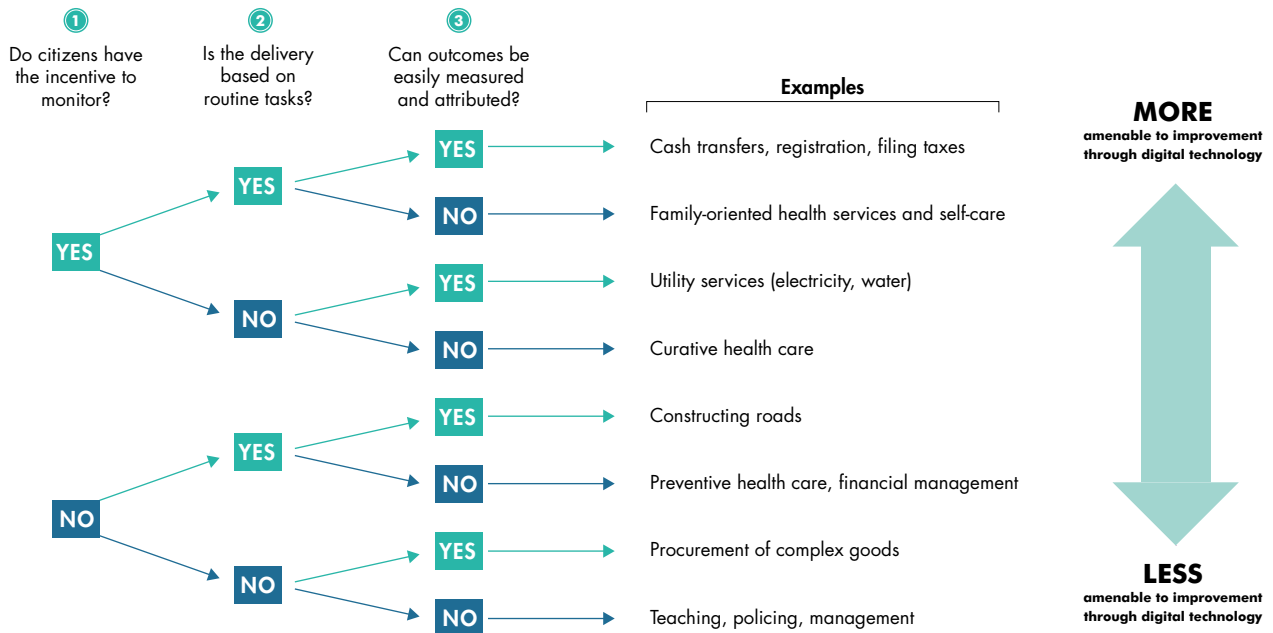 1
Do citizens have
the incentive to
monitor?
2
Is the delivery
based on
routine tasks?
3
Can outcomes be
easily measured
and attributed?
Examples
MORE
amenable to improvement
through digital technology
YES
Cash transfers, registration, filing taxes
YES
NO
Family-oriented health services and self-care
YES
YES
Utility services (electricity, water)
NO
NO
Curative health care
YES
Constructing roads
YES
NO
Preventive health care, financial management
NO
YES
Procurement of complex goods
NO
NO
Teaching, policing, management
LESS
amenable to improvement
through digital technology